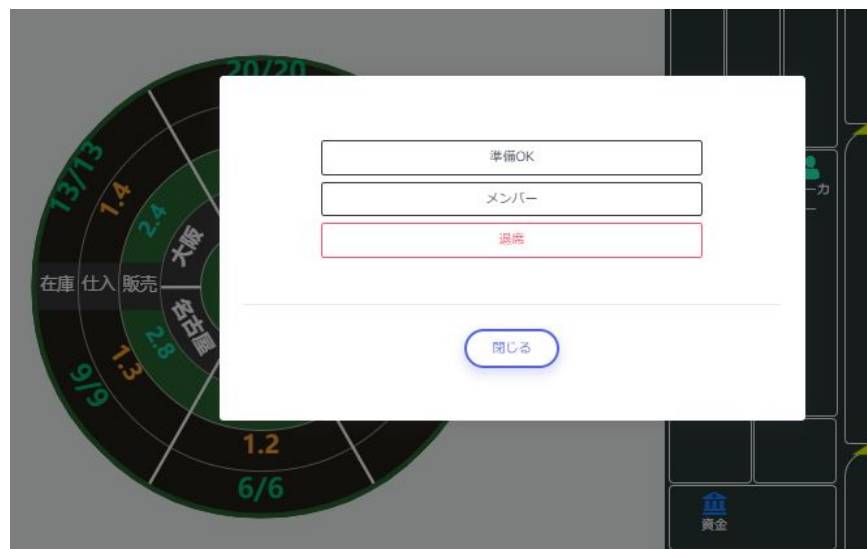 20/20
13/13
1.4
2.4
大阪
在庫 仕入 販売
名古屋
2.8
1.3
9/9
1.2
6/6
準備OK
メンバー
退席
閉じる
資金